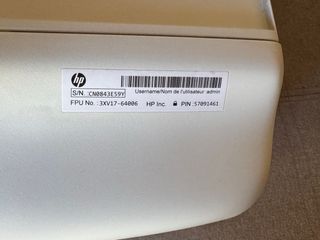 hp
S/N. :CN0843E59Y
Username/Nom de l'utilisateur :admin
FPU No. :3XV17-64006 HP Inc. PIN :57091461